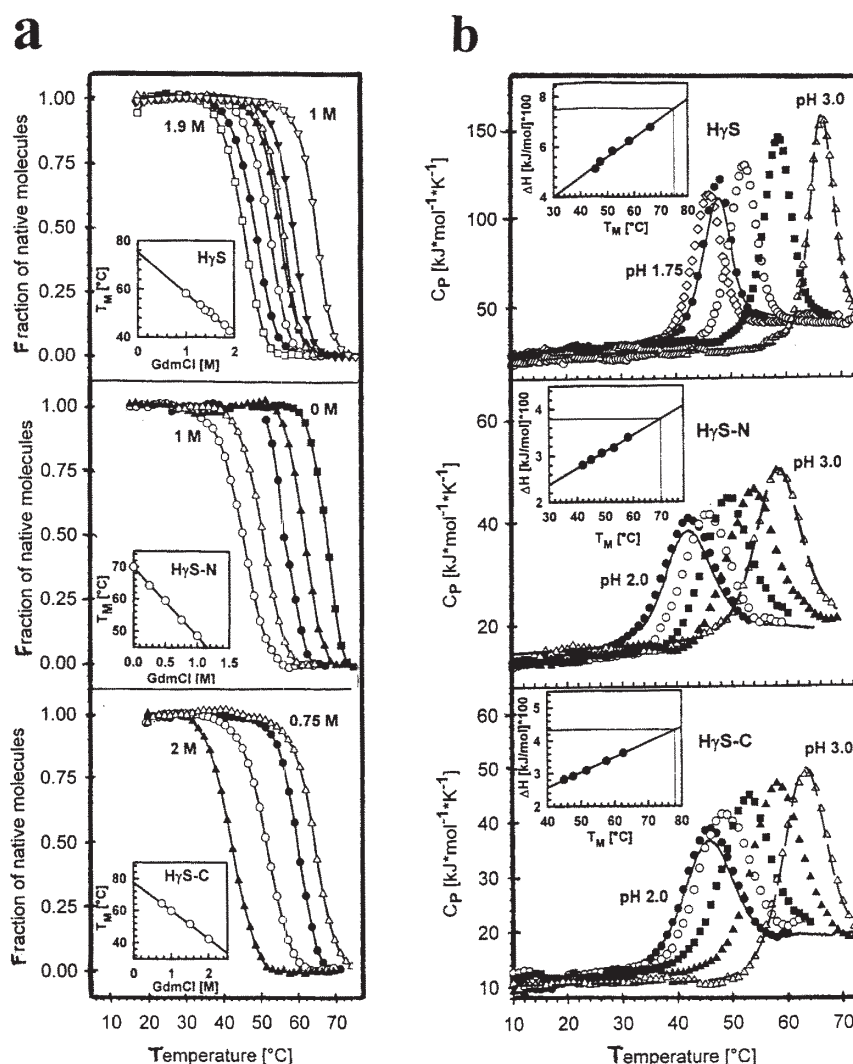 a
Fraction of native molecules
1.00
0.75
0.50
0.25
0.00
1.9 M
1 M
HγS
T_M [°C]
80
60
40
0
1
2
GdmCl [M]
Fraction of native molecules
1.00
0.75
0.50
0.25
0.00
1 M
0 M
HγS-N
T_M [°C]
70
60
50
0.0
0.5
1.0
1.5
GdmCl [M]
Fraction of native molecules
1.00
0.75
0.50
0.25
0.00
2 M
0.75 M
HγS-C
T_M [°C]
80
60
40
0
1
2
GdmCl [M]
10 20 30 40 50 60 70
Temperature [°C]
b
C_P [kJ*mol⁻¹*K⁻¹]
150
100
50
pH 3.0
HγS
pH 1.75
ΔH [kJ/mol]*100
8
6
4
30 40 50 60 70 80
T_M [°C]
C_P [kJ*mol⁻¹*K⁻¹]
60
40
20
HγS-N
pH 3.0
pH 2.0
ΔH [kJ/mol]*100
4
3
2
30 40 50 60 70
T_M [°C]
C_P [kJ*mol⁻¹*K⁻¹]
60
50
40
30
20
10
HγS-C
pH 3.0
pH 2.0
ΔH [kJ/mol]*100
5
4
3
2
40 50 60 70 80
T_M [°C]
10 20 30 40 50 60 70
Temperature [°C]